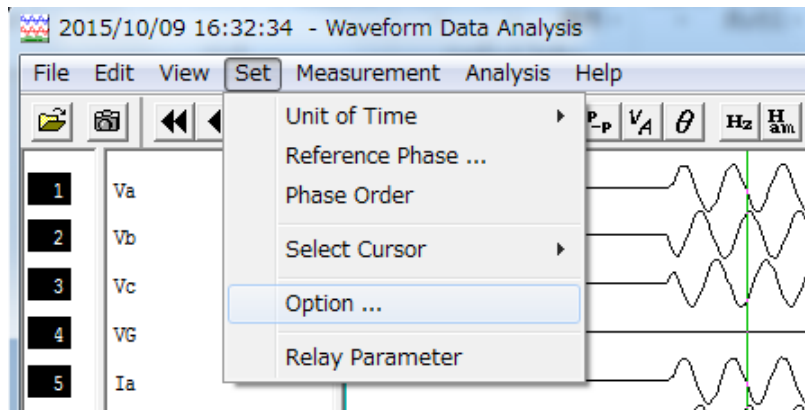 2015/10/09 16:32:34 - Waveform Data Analysis
File Edit View Set Measurement Analysis Help
P-P V/A θ Hz Ham
Unit of Time
Reference Phase ...
Phase Order
Select Cursor
Option ...
Relay Parameter
1 Va
2 Vb
3 Vc
4 VG
5 Ia